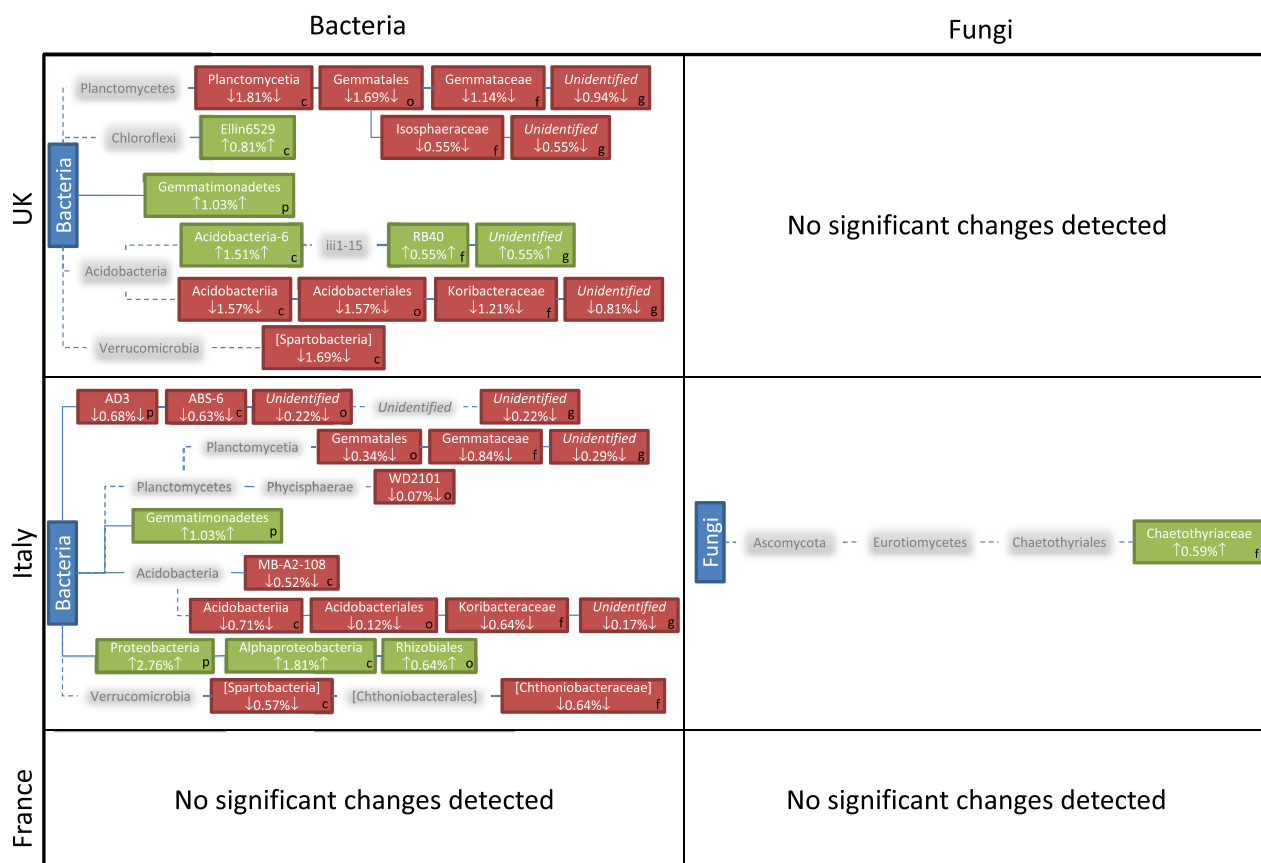 Bacteria
Fungi
UK
Bacteria
Planctomycetes
Planctomycetia
↓1.81%↓ c
Gemmatales
↓1.69%↓ o
Gemmataceae
↓1.14%↓ f
Unidentified
↓0.94%↓ g
Isosphaeraceae
↓0.55%↓ f
Unidentified
↓0.55%↓ g
Chloroflexi
Ellin6529
↑0.81%↑ c
Gemmatimonadetes
↑1.03%↑ p
Acidobacteria
Acidobacteria-6
↑1.51%↑ c
iii1-15
RB40
↑0.55%↑ f
Unidentified
↑0.55%↑ g
Acidobacteriia
↓1.57%↓ c
Acidobacteriales
↓1.57%↓ o
Koribacteraceae
↓1.21%↓ f
Unidentified
↓0.81%↓ g
Verrucomicrobia
[Spartobacteria]
↓1.69%↓ c
No significant changes detected
Italy
Bacteria
AD3
↓0.68%↓ p
ABS-6
↓0.63%↓ c
Unidentified
↓0.22%↓ o
Unidentified
Unidentified
↓0.22%↓ g
Planctomycetia
Gemmatales
↓0.34%↓ o
Gemmataceae
↓0.84%↓ f
Unidentified
↓0.29%↓ g
Planctomycetes
Phycisphaerae
WD2101
↓0.07%↓ o
Gemmatimonadetes
↑1.03%↑ p
Acidobacteria
MB-A2-108
↓0.52%↓ c
Acidobacteriia
↓0.71%↓ c
Acidobacteriales
↓0.12%↓ o
Koribacteraceae
↓0.64%↓ f
Unidentified
↓0.17%↓ g
Proteobacteria
↑2.76%↑ p
Alphaproteobacteria
↑1.81%↑ c
Rhizobiales
↑0.64%↑ o
Verrucomicrobia
[Spartobacteria]
↓0.57%↓ c
[Chthoniobacterales]
[Chthoniobacteraceae]
↓0.64%↓ f
Fungi
Ascomycota
Eurotiomycetes
Chaetothyriales
Chaetothyriaceae
↑0.59%↑ f
France
No significant changes detected
No significant changes detected